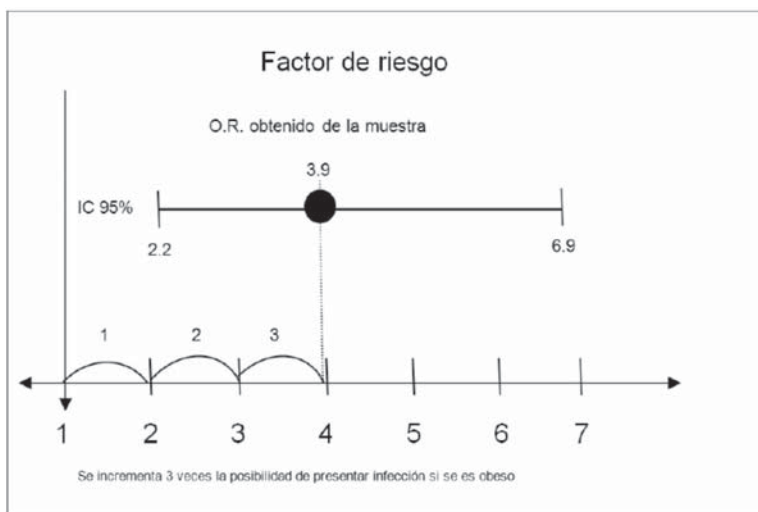 Factor de riesgo
O.R. obtenido de la muestra
3.9
IC 95%
2.2
6.9
1 2 3
1 2 3 4 5 6 7
Se incrementa 3 veces la posibilidad de presentar infección si se es obeso